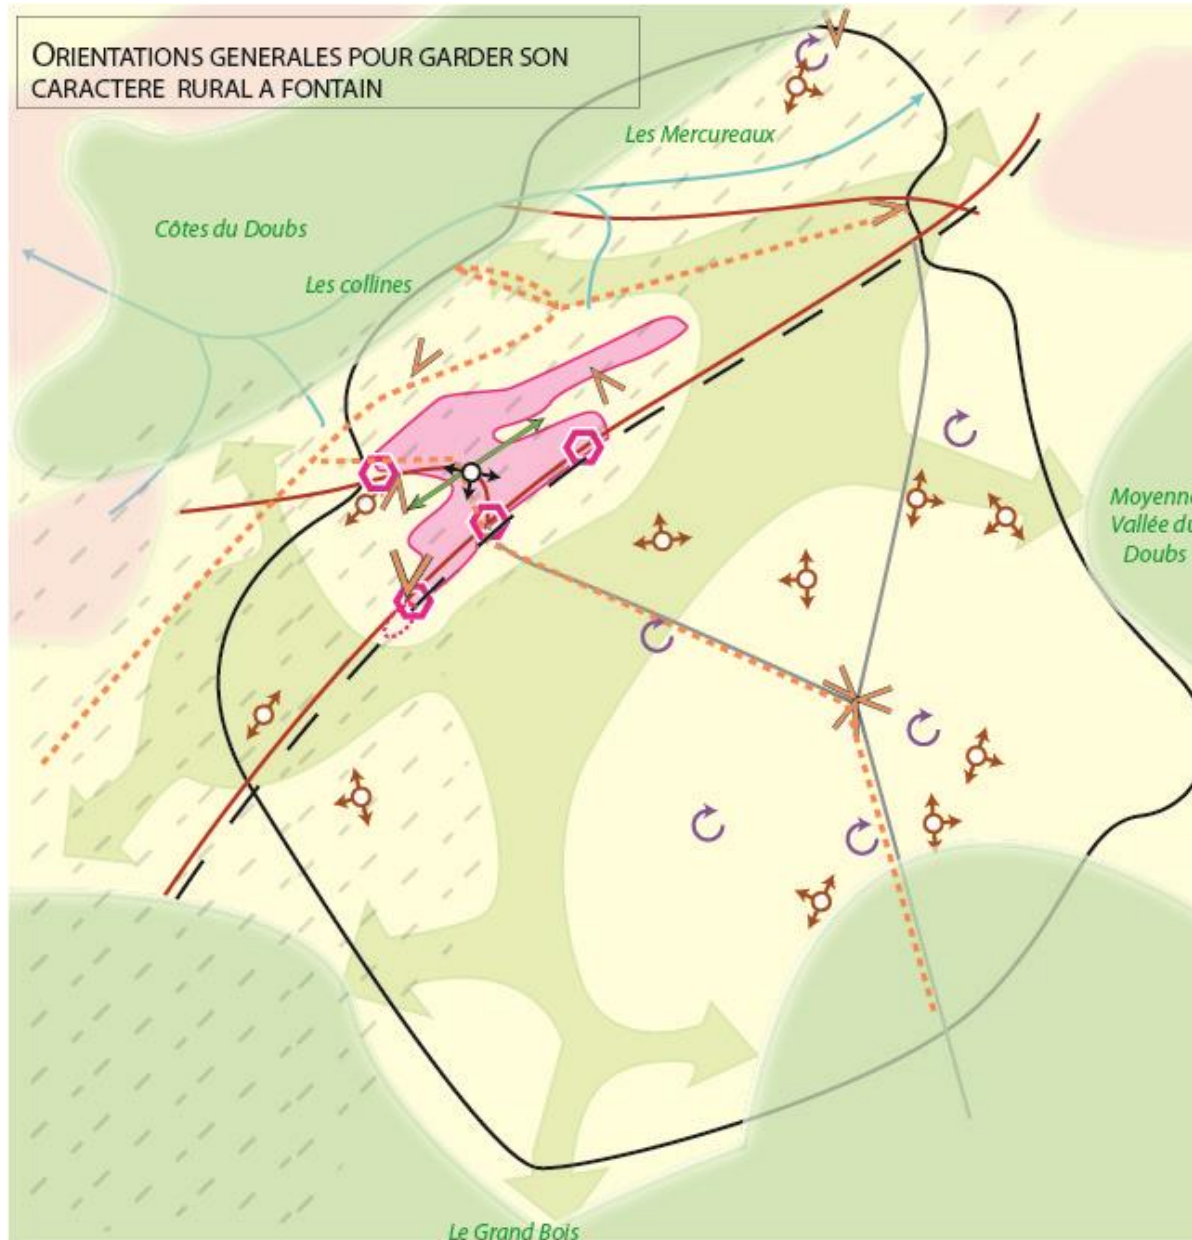 ORIENTATIONS GENERALES POUR GARDER SON
CARACTERE RURAL A FONTAIN
Les Mercureaux
Côtes du Doubs
Les collines
Moyenne
Vallée du
Doubs
Le Grand Bois